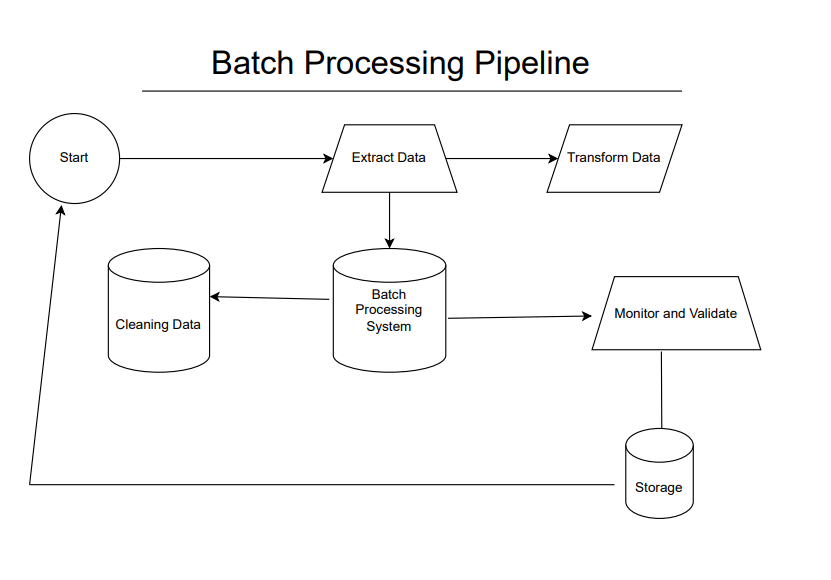 Batch Processing Pipeline
Start
Extract Data
Transform Data
Cleaning Data
Batch
Processing
System
Monitor and Validate
Storage